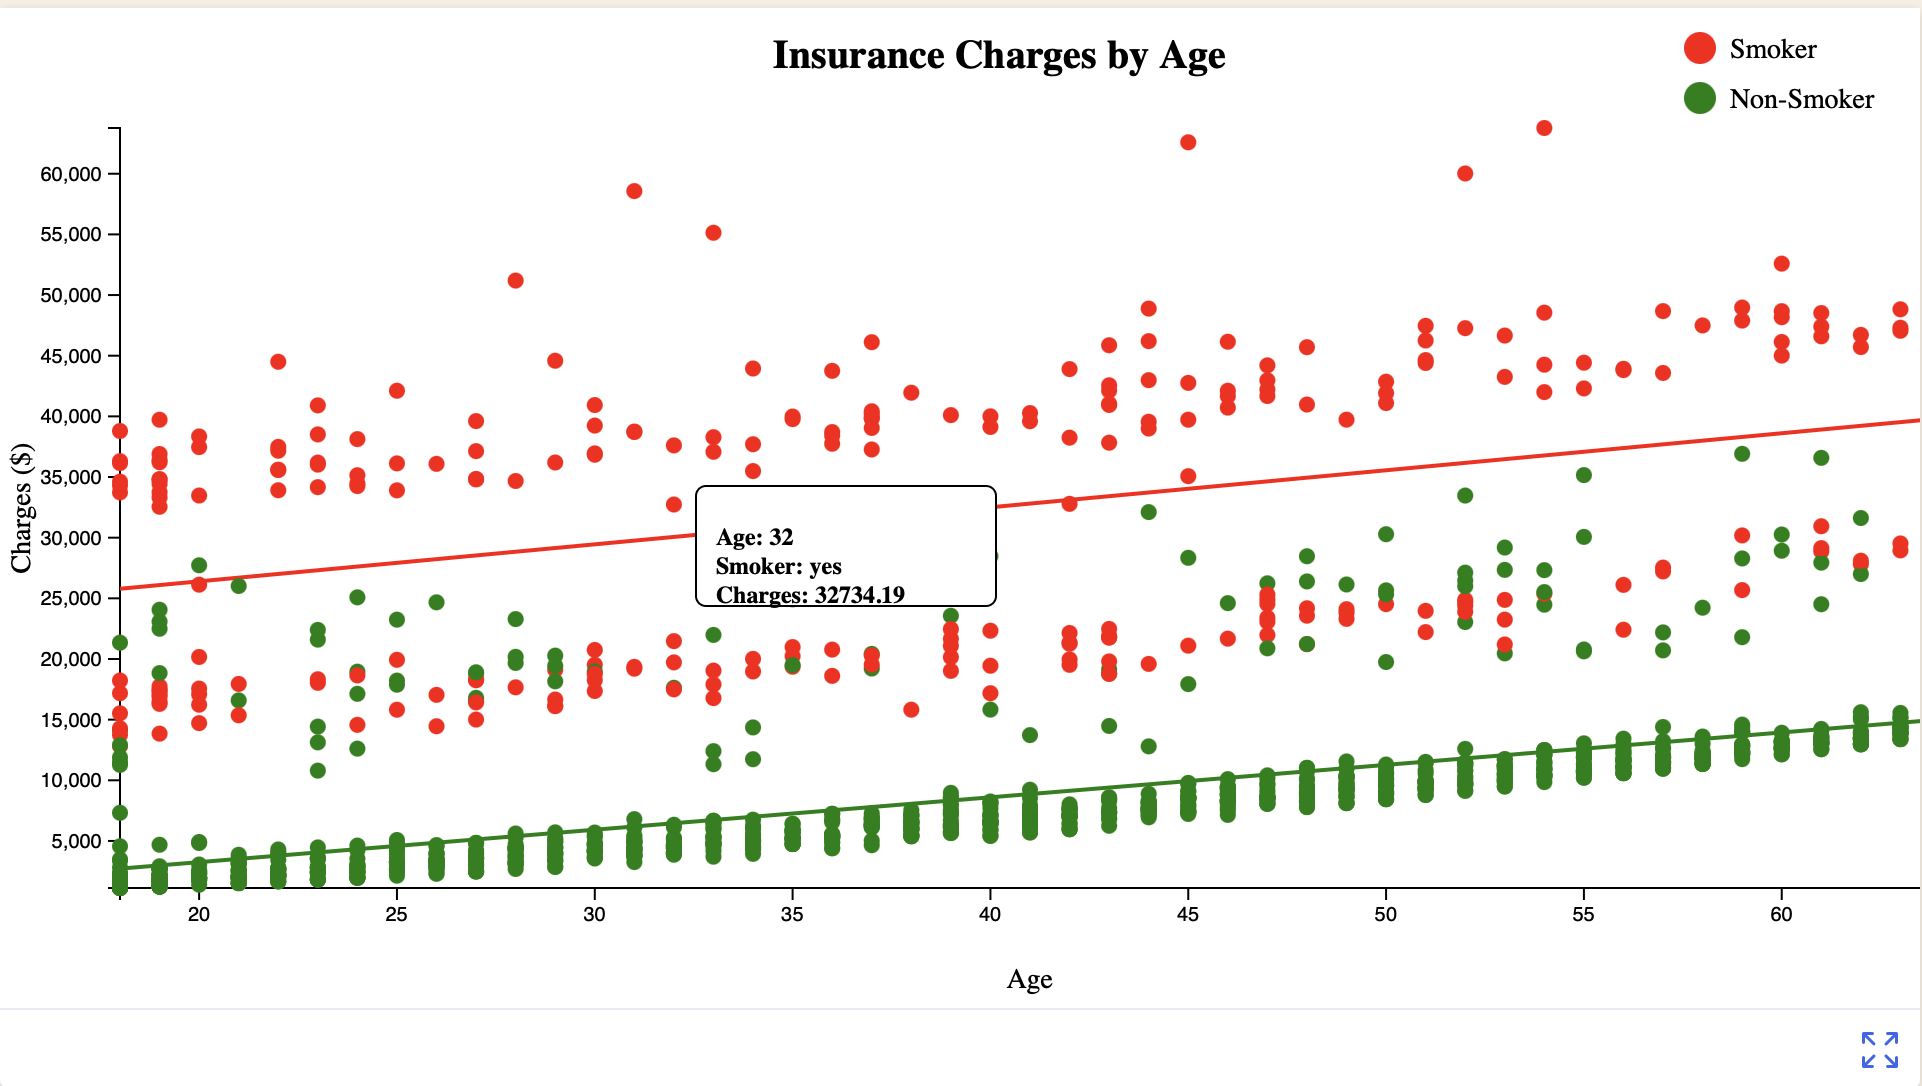 Insurance Charges by Age
Smoker
Non-Smoker
60,000
55,000
50,000
45,000
40,000
35,000
30,000
25,000
20,000
15,000
10,000
5,000
Charges ($)
Age: 32
Smoker: yes
Charges: 32734.19
20 25 30 35 40 45 50 55 60
Age